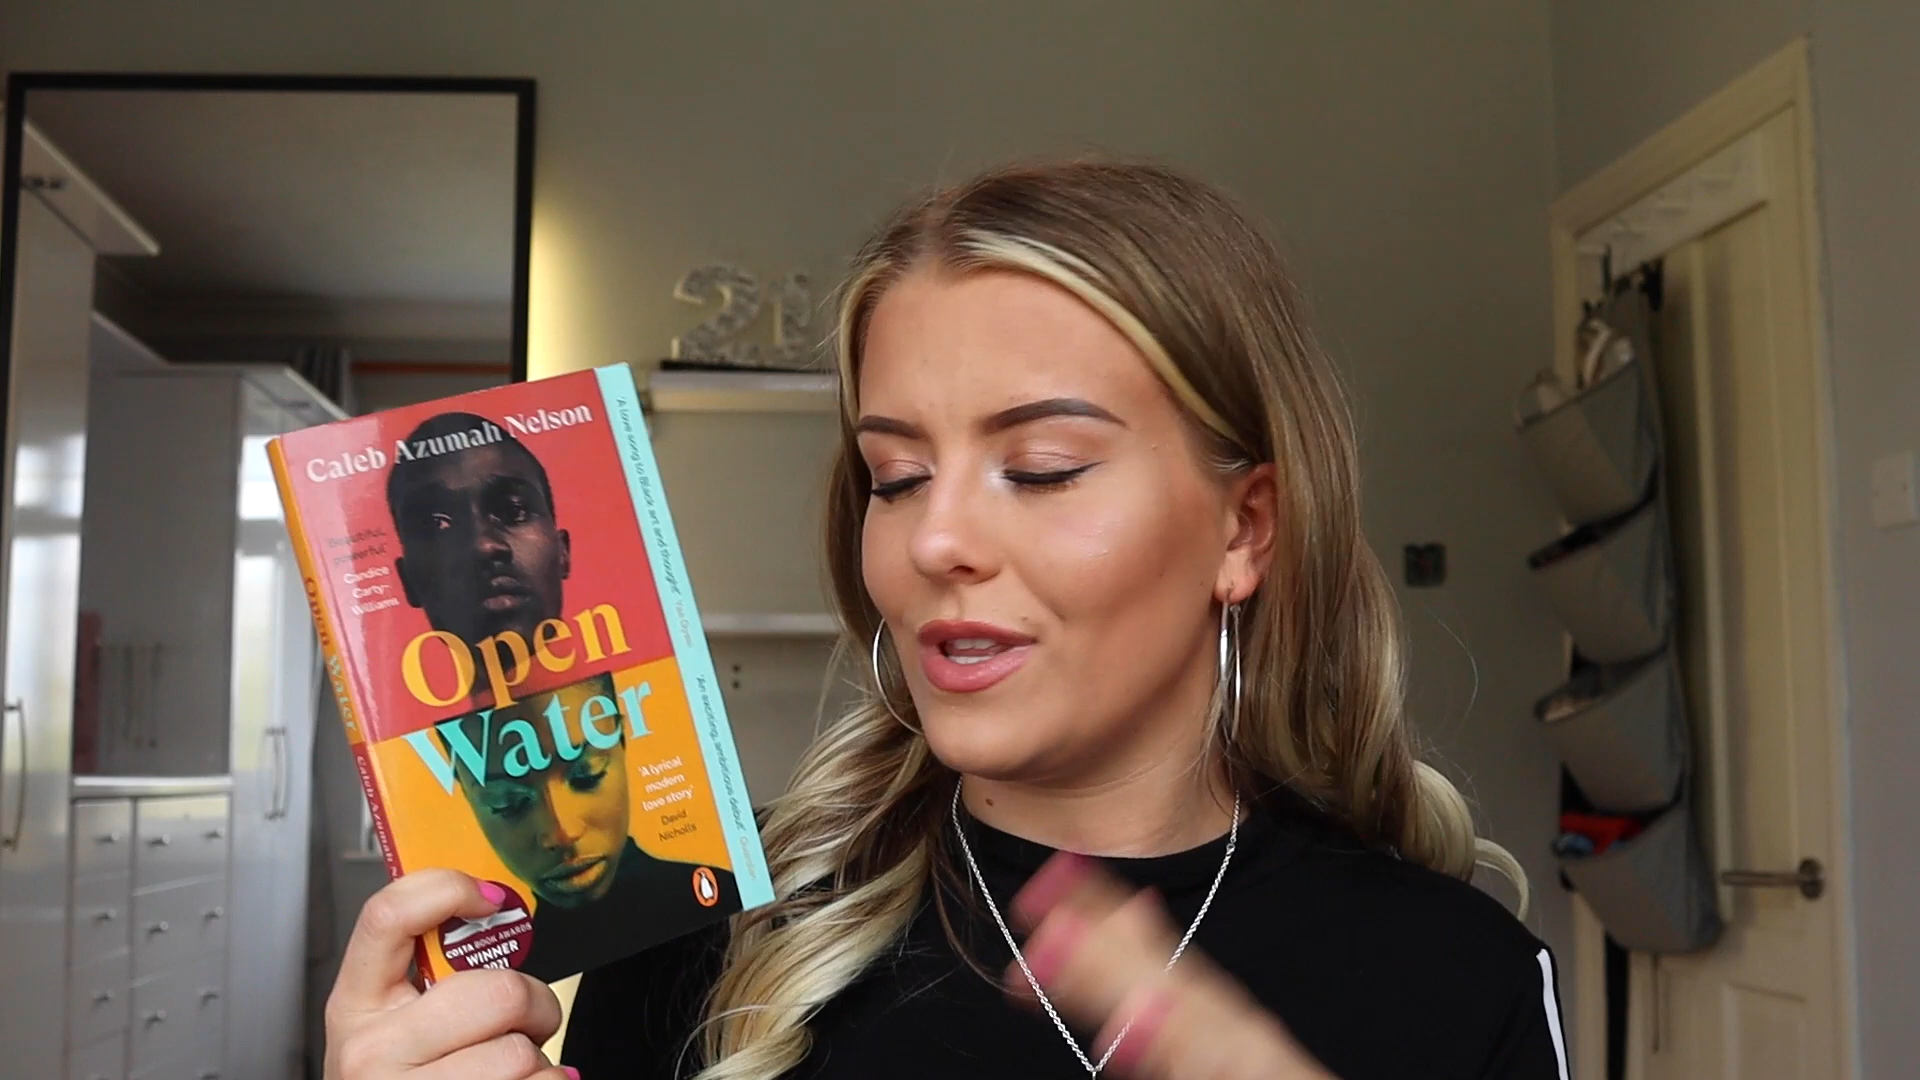 21
Caleb Azumah Nelson
'Beautiful,
powerful'
Candice
Carty-
Williams
Open
Water
'A lyrical
modern
love story'
David
Nicholls
'A love song to Black art and thought' Yaa Gyasi
'An exciting, ambitious debut' Guardian
COSTA BOOK AWARDS
WINNER
2021
Open Water
Caleb Azumah N